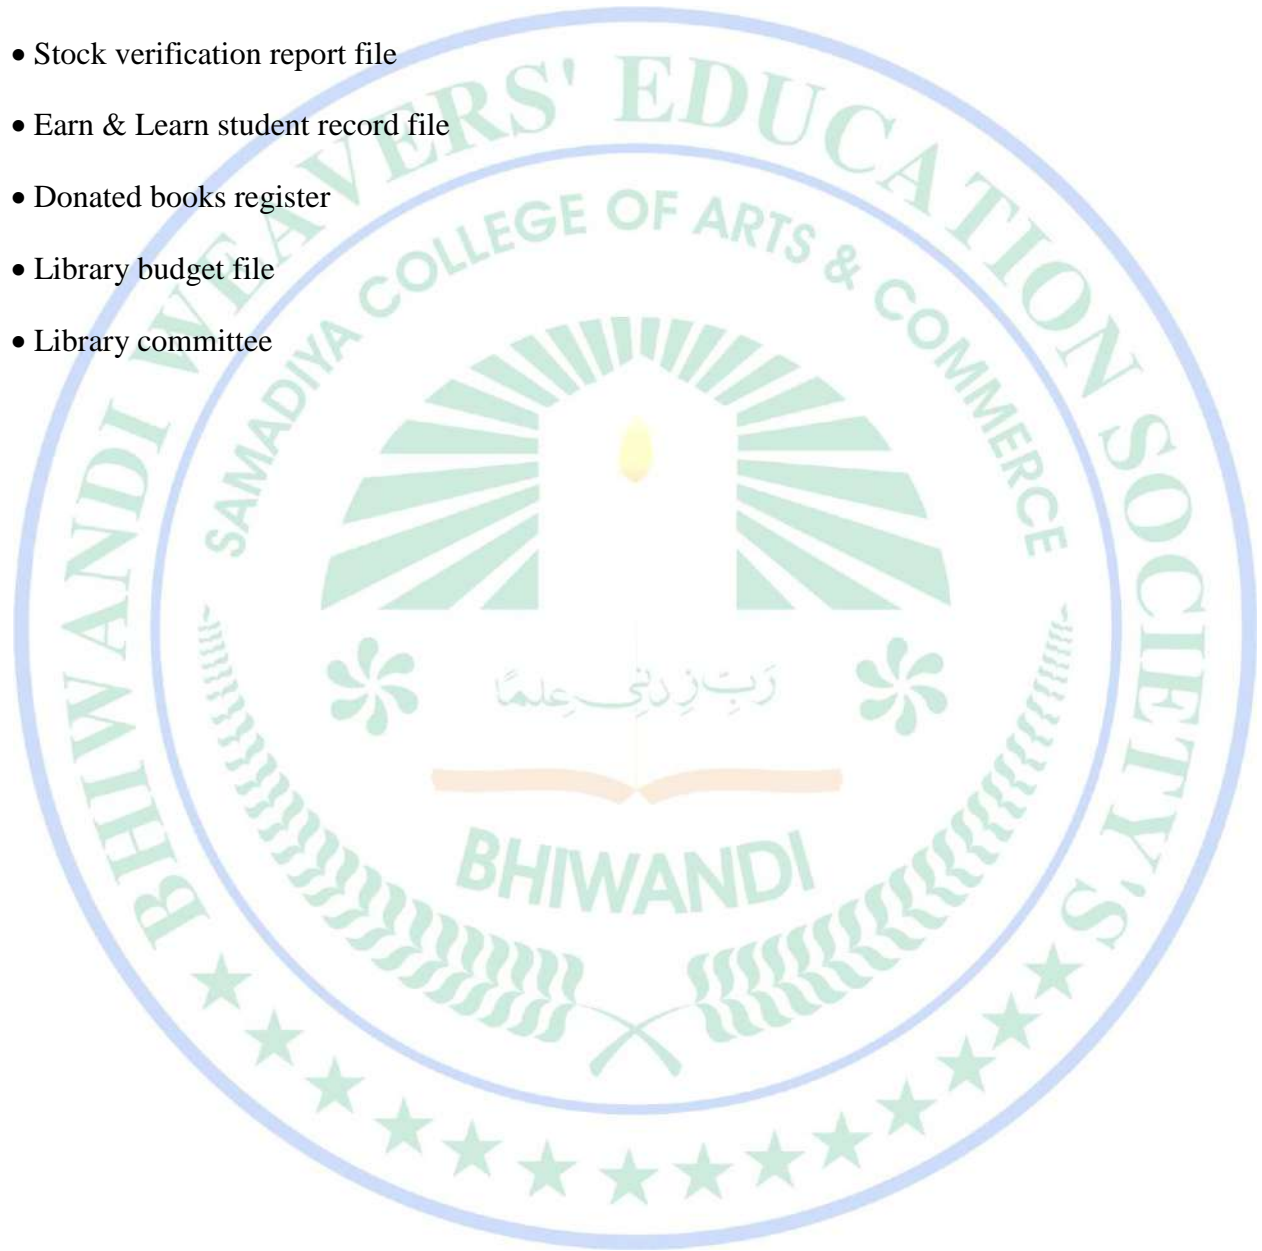 • Stock verification report file
• Earn & Learn student record file
• Donated books register
• Library budget file
• Library committee
BHIWANDI WEAVERS' EDUCATION SOCIETY'S
SAMADIYA COLLEGE OF ARTS & COMMERCE
رَبِّ زِدْنِي عِلمًا
BHIWANDI